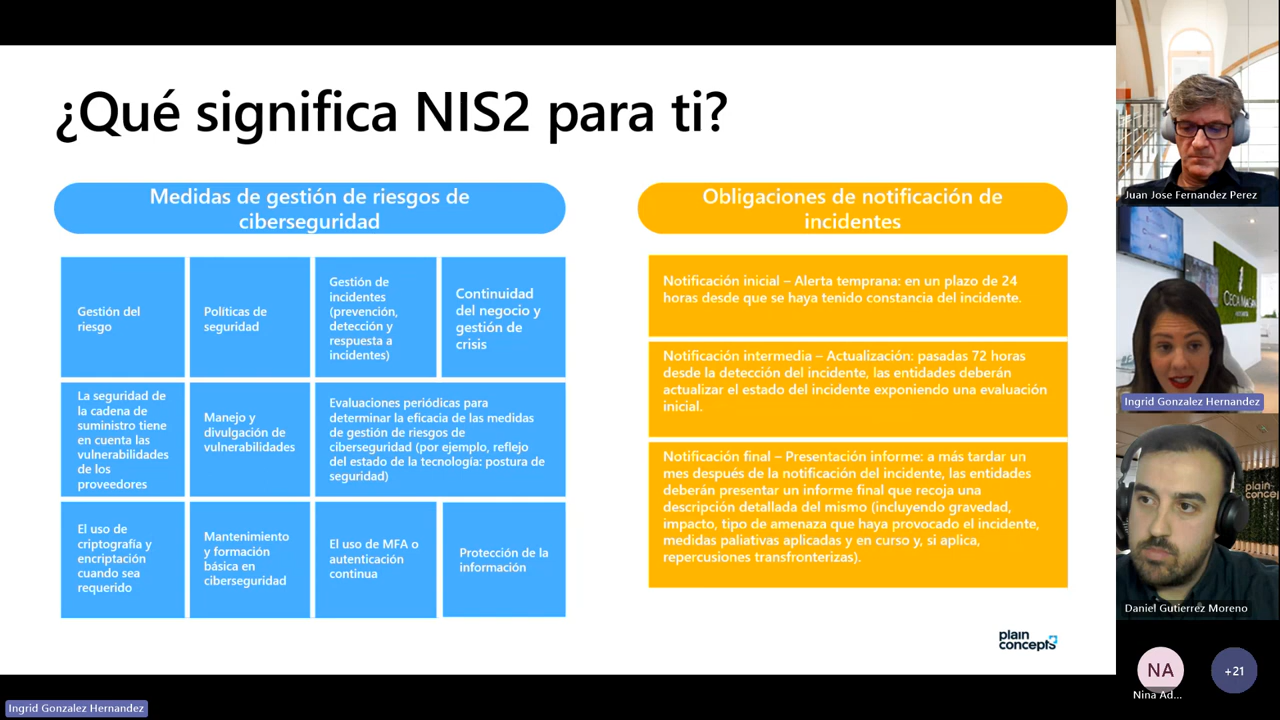 ¿Qué significa NIS2 para ti?
Medidas de gestión de riesgos de
ciberseguridad
Gestión del
riesgo
Políticas de
seguridad
Gestión de
incidentes
(prevención,
detección y
respuesta a
incidentes)
Continuidad
del negocio y
gestión de
crisis
La seguridad de
la cadena de
suministro tiene
en cuenta las
vulnerabilidades
de los
proveedores
Manejo y
divulgación de
vulnerabilidades
Evaluaciones periódicas para
determinar la eficacia de las medidas
de gestión de riesgos de
ciberseguridad (por ejemplo, reflejo
del estado de la tecnología: postura de
seguridad)
El uso de
criptografía y
encriptación
cuando sea
requerido
Mantenimiento
y formación
básica en
ciberseguridad
El uso de MFA o
autenticación
continua
Protección de la
información
Obligaciones de notificación de
incidentes
Notificación inicial – Alerta temprana: en un plazo de 24
horas desde que se haya tenido constancia del incidente.
Notificación intermedia – Actualización: pasadas 72 horas
desde la detección del incidente, las entidades deberán
actualizar el estado del incidente exponiendo una evaluación
inicial.
Notificación final – Presentación informe: a más tardar un
mes después de la notificación del incidente, las entidades
deberán presentar un informe final que recoja una
descripción detallada del mismo (incluyendo gravedad,
impacto, tipo de amenaza que haya provocado el incidente,
medidas paliativas aplicadas y en curso y, si aplica,
repercusiones transfronterizas).
plain
concepts
Juan Jose Fernandez Perez
Ingrid Gonzalez Hernandez
plain
Daniel Gutierrez Moreno
NA
Nina Ad...
+21
Ingrid Gonzalez Hernandez